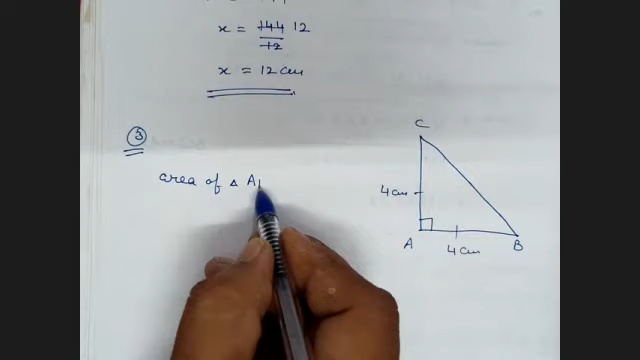 x = 144 12
12
x = 12 cm
3
area of △ A
C
4 cm
A
4 cm
B